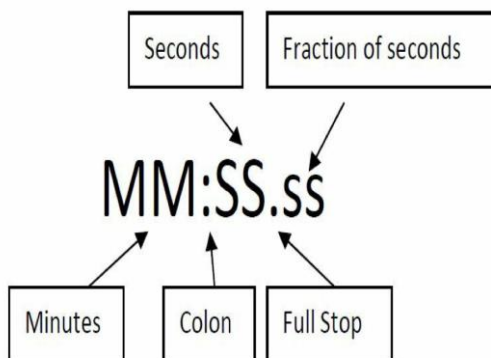 Seconds Fraction of seconds
MM:SS.ss
Minutes Colon Full Stop